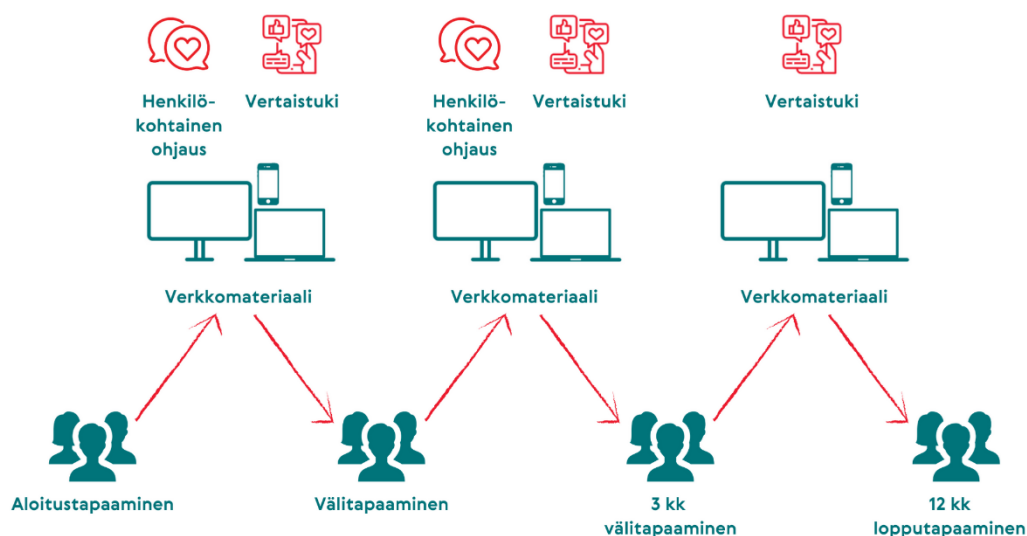 Henkilö-
kohtainen
ohjaus
Vertaistuki
Henkilö-
kohtainen
ohjaus
Vertaistuki
Vertaistuki
Verkkomateriaali
Verkkomateriaali
Verkkomateriaali
Aloitustapaaminen
Välitapaaminen
3 kk
välitapaaminen
12 kk
lopputapaaminen